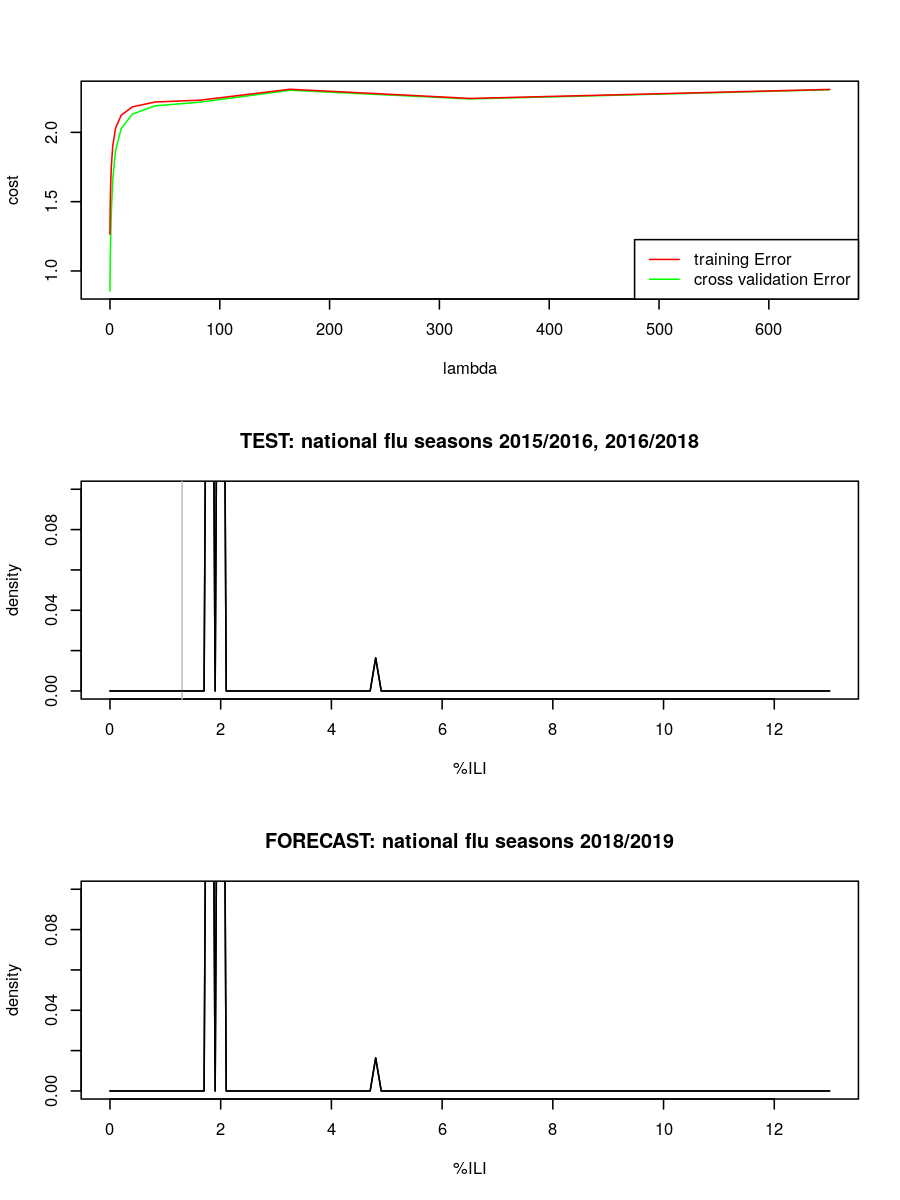 cost
2.0
1.5
1.0
training Error
cross validation Error
0 100 200 300 400 500 600
lambda
TEST: national flu seasons 2015/2016, 2016/2018
density
0.08
0.04
0.00
0 2 4 6 8 10 12
%ILI
FORECAST: national flu seasons 2018/2019
density
0.08
0.04
0.00
0 2 4 6 8 10 12
%ILI